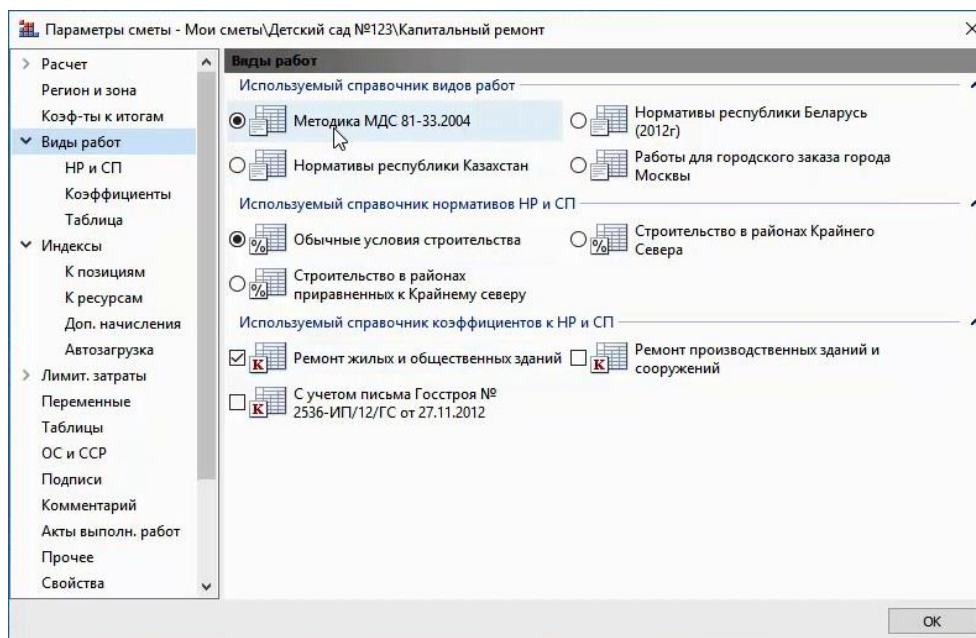 Параметры сметы - Мои сметы\Детский сад №123\Капитальный ремонт
Расчет
Регион и зона
Коэф-ты к итогам
Виды работ
НР и СП
Коэффициенты
Таблица
Индексы
К позициям
К ресурсам
Доп. начисления
Автозагрузка
Лимит. затраты
Переменные
Таблицы
ОС и ССР
Подписи
Комментарий
Акты выполн. работ
Прочее
Свойства
Виды работ
Используемый справочник видов работ
Методика МДС 81-33.2004
Нормативы республики Беларусь
(2012г)
Нормативы республики Казахстан
Работы для городского заказа города
Москвы
Используемый справочник нормативов НР и СП
Обычные условия строительства
Строительство в районах Крайнего
Севера
Строительство в районах
приравненных к Крайнему северу
Используемый справочник коэффициентов к НР и СП
Ремонт жилых и общественных зданий
Ремонт производственных зданий и
сооружений
С учетом письма Госстроя №
2536-ИП/12/ГС от 27.11.2012
ОК